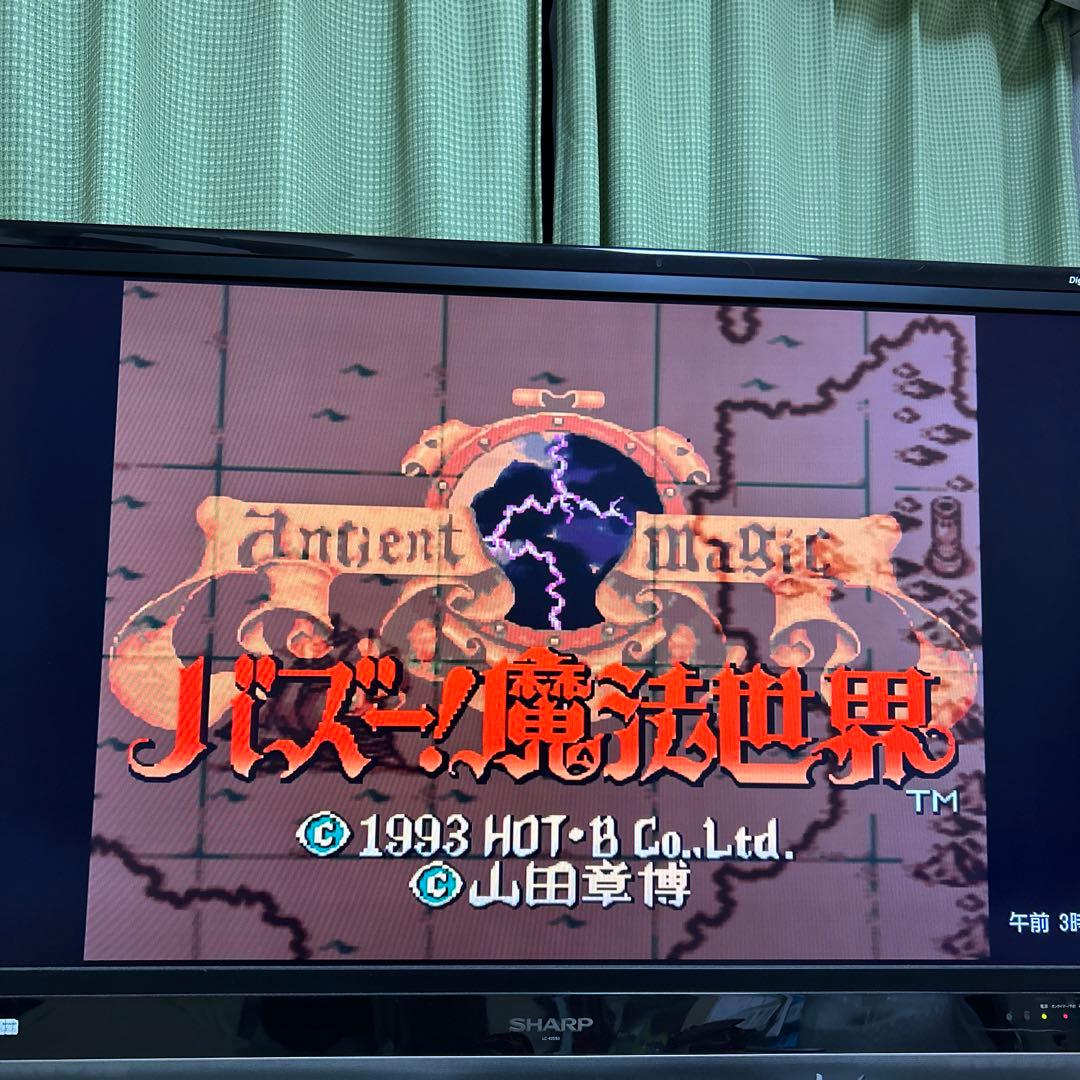 Ancient Magic
バズー!魔法世界
TM
©1993 HOT・B Co.,Ltd.
©山田章博
午前 3時
SHARP